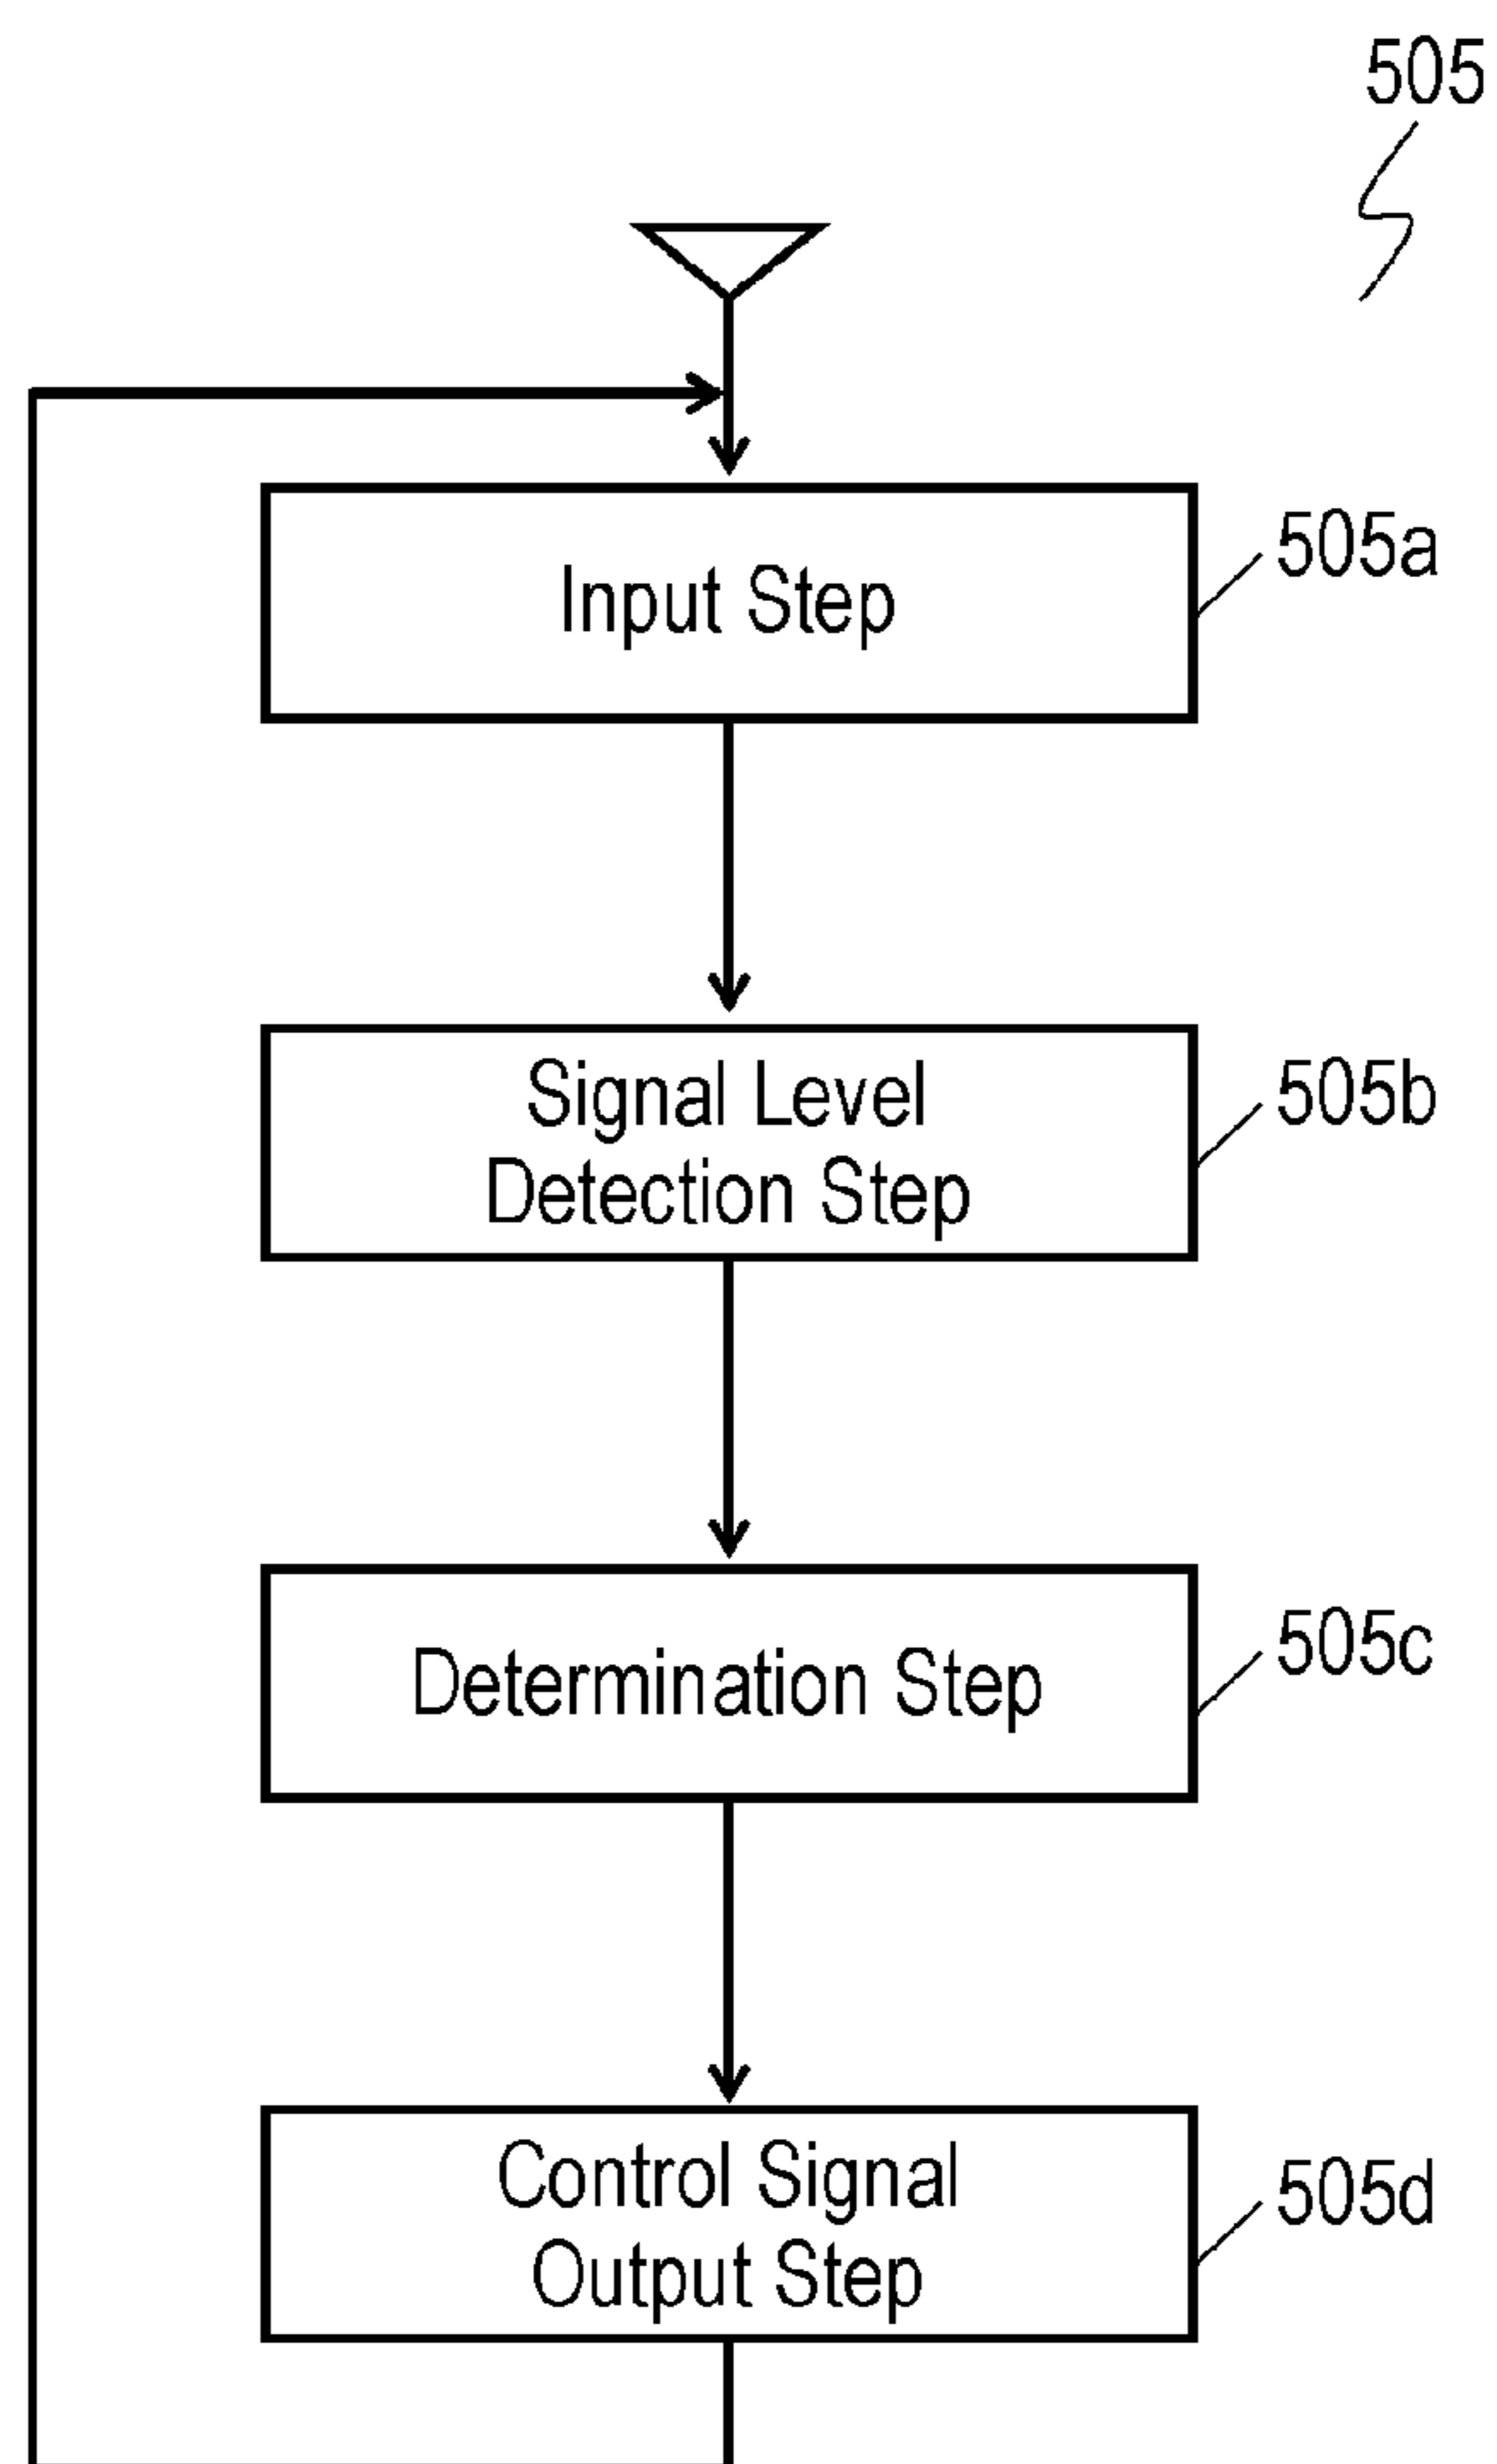 505
505a
Input Step
505b
Signal Level
Detection Step
505c
Determination Step
505d
Control Signal
Output Step